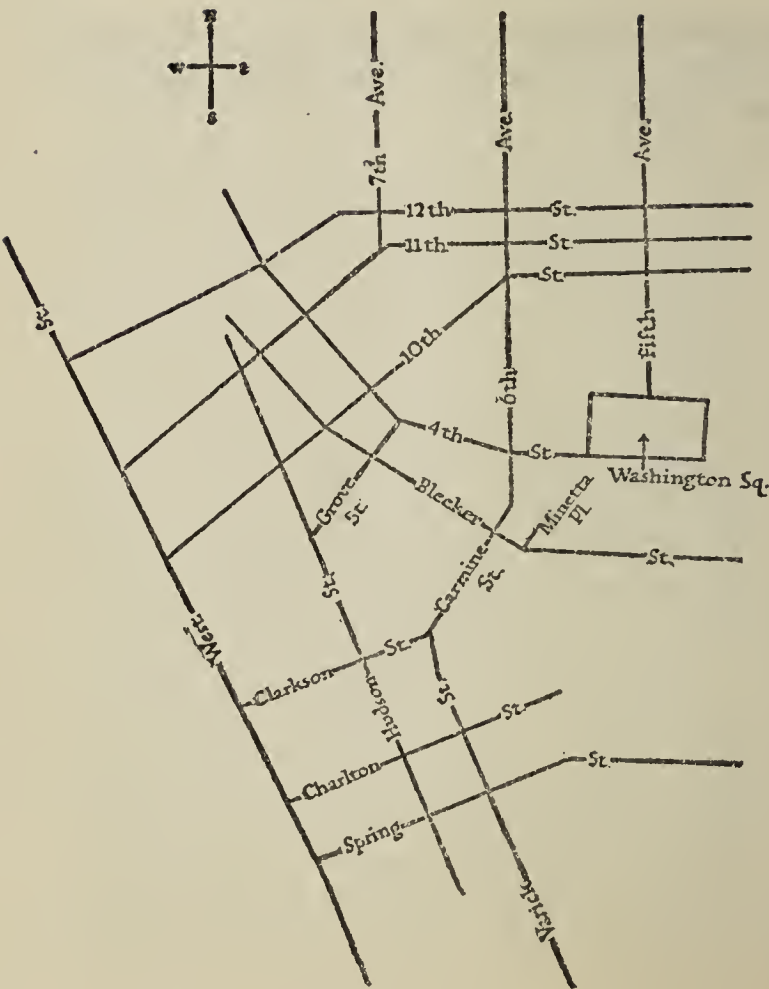 N
W E
S
7th Ave.
6th Ave.
Fifth Ave.
12th St.
11th St.
10th St.
4th St.
Washington Sq.
Grove St.
Blecker St.
Minetta Pl.
Carmine St.
West St.
Clarkson St.
Hudson St.
Charlton St.
Spring St.
Varick St.